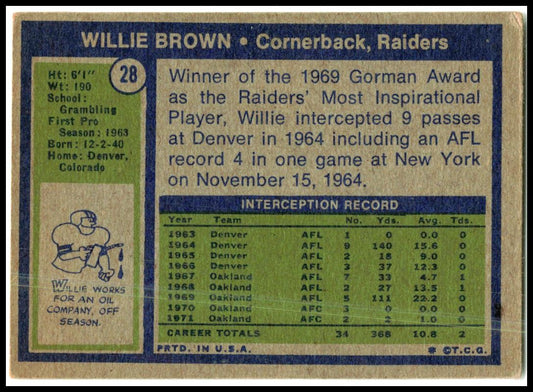 WILLIE BROWN • Cornerback, Raiders
28
Ht: 6'1"
Wt: 190
School:
Grambling
First Pro
Season: 1963
Born: 12-2-40
Home: Denver,
Colorado
WILLIE WORKS
FOR AN OIL
COMPANY, OFF
SEASON.
Winner of the 1969 Gorman Award
as the Raiders' Most Inspirational
Player, Willie intercepted 9 passes
at Denver in 1964 including an AFL
record 4 in one game at New York
on November 15, 1964.
INTERCEPTION RECORD
Year Team No. Yds. Avg. Tds.
1963 Denver AFL 1 0 0.0 0
1964 Denver AFL 9 140 15.6 0
1965 Denver AFL 2 18 9.0 0
1966 Denver AFL 3 37 12.3 0
1967 Oakland AFL 7 33 4.7 1
1968 Oakland AFL 2 27 13.5 1
1969 Oakland AFL 5 111 22.2 0
1970 Oakland AFC 3 0 0.0 0
1971 Oakland AFC 2 2 1.0 0
CAREER TOTALS 34 368 10.8 2
PRTD. IN U.S.A. * ©T.C.G.